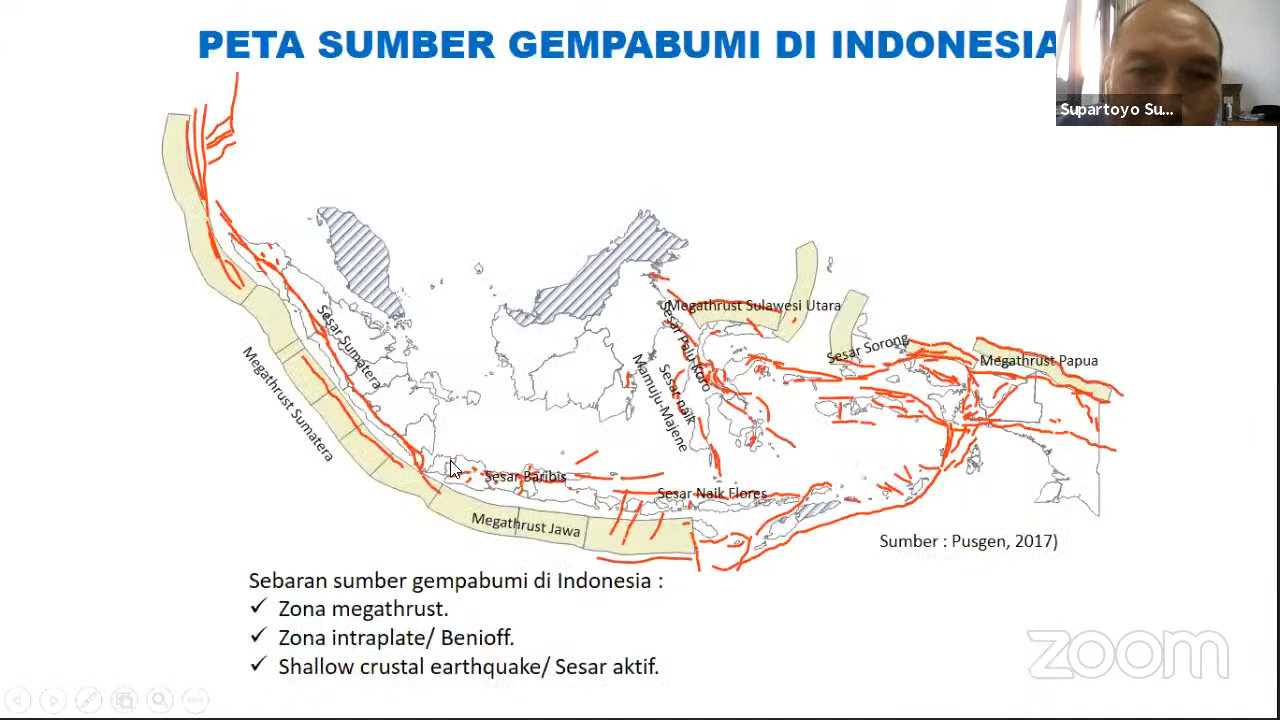 PETA SUMBER GEMPABUMI DI INDONESIA
Supartoyo Su...
Megathrust Sulawesi Utara
Sesar Sumatera
Sesar Palu-Koro
Sesar Sorong
Megathrust Papua
Megathrust Sumatera
Mamuju-Majene
Sesar naik
Sesar Baribis
Sesar Naik Flores
Megathrust Jawa
Sumber : Pusgen, 2017)
Sebaran sumber gempabumi di Indonesia :
✓ Zona megathrust.
✓ Zona intraplate/ Benioff.
✓ Shallow crustal earthquake/ Sesar aktif.
zoom